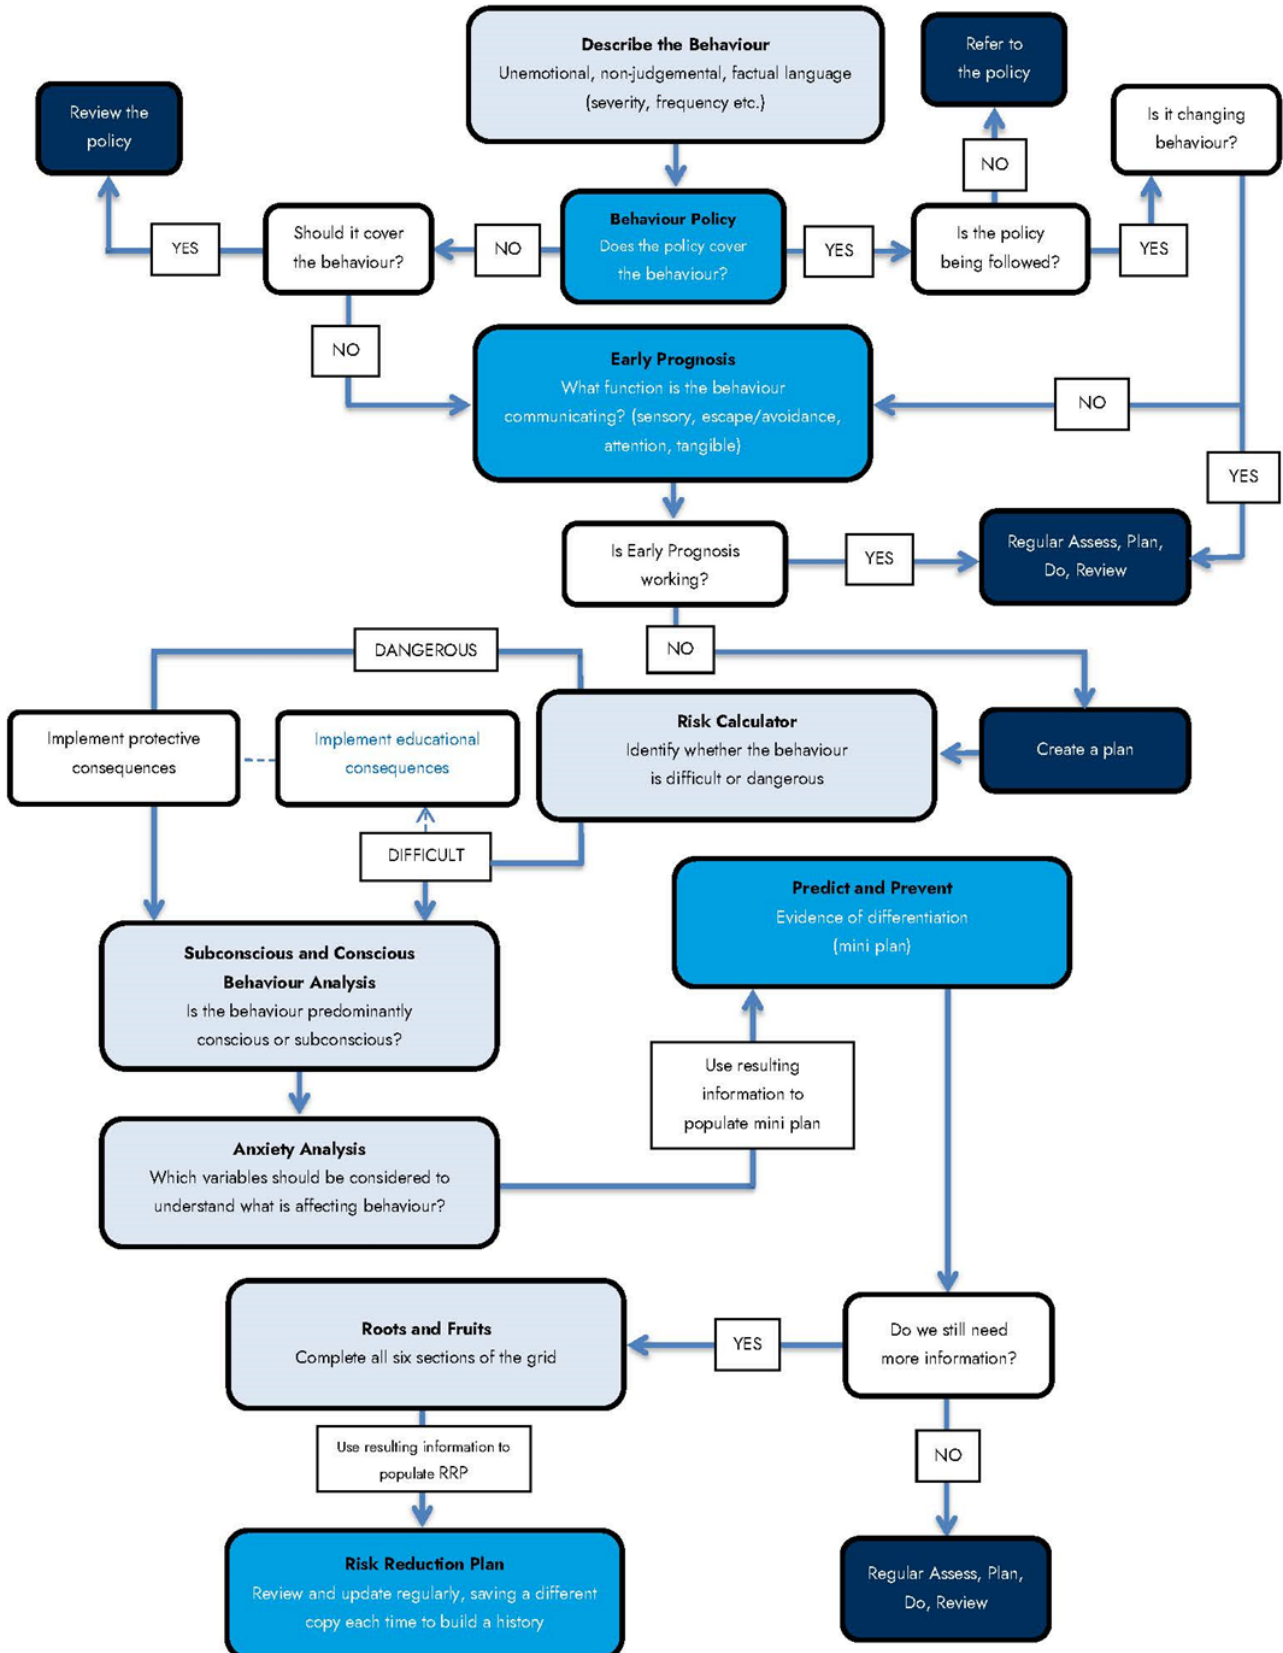 Describe the Behaviour
Unemotional, non-judgemental, factual language
(severity, frequency etc.)
Refer to
the policy
Review the
policy
Is it changing
behaviour?
NO
Behaviour Policy
Does the policy cover
the behaviour?
Should it cover
the behaviour?
Is the policy
being followed?
YES
NO
YES
YES
NO
Early Prognosis
What function is the behaviour
communicating? (sensory, escape/avoidance,
attention, tangible)
NO
YES
Is Early Prognosis
working?
YES
Regular Assess, Plan,
Do, Review
DANGEROUS
NO
Implement protective
consequences
Implement educational
consequences
Risk Calculator
Identify whether the behaviour
is difficult or dangerous
Create a plan
DIFFICULT
Predict and Prevent
Evidence of differentiation
(mini plan)
Subconscious and Conscious
Behaviour Analysis
Is the behaviour predominantly
conscious or subconscious?
Use resulting
information to
populate mini plan
Anxiety Analysis
Which variables should be considered to
understand what is affecting behaviour?
Roots and Fruits
Complete all six sections of the grid
YES
Do we still need
more information?
Use resulting information to
populate RRP
NO
Risk Reduction Plan
Review and update regularly, saving a different
copy each time to build a history
Regular Assess, Plan,
Do, Review